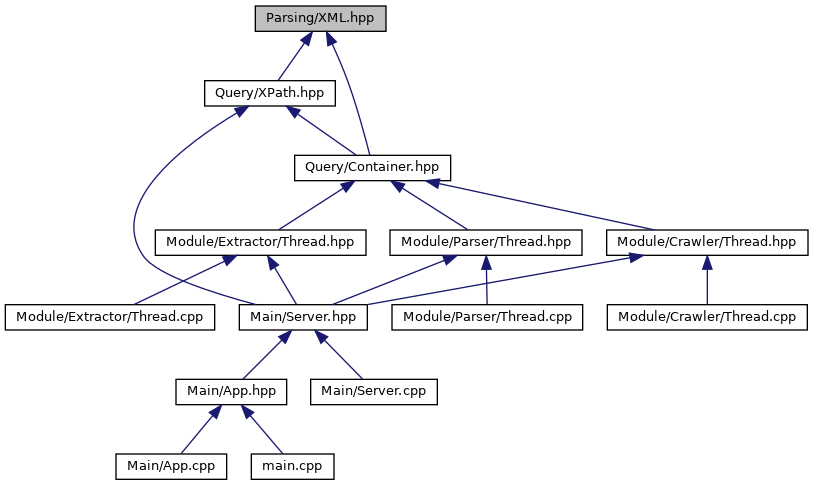 Parsing/XML.hpp
Query/XPath.hpp
Query/Container.hpp
Module/Extractor/Thread.hpp
Module/Parser/Thread.hpp
Module/Crawler/Thread.hpp
Module/Extractor/Thread.cpp
Main/Server.hpp
Module/Parser/Thread.cpp
Module/Crawler/Thread.cpp
Main/App.hpp
Main/Server.cpp
Main/App.cpp
main.cpp